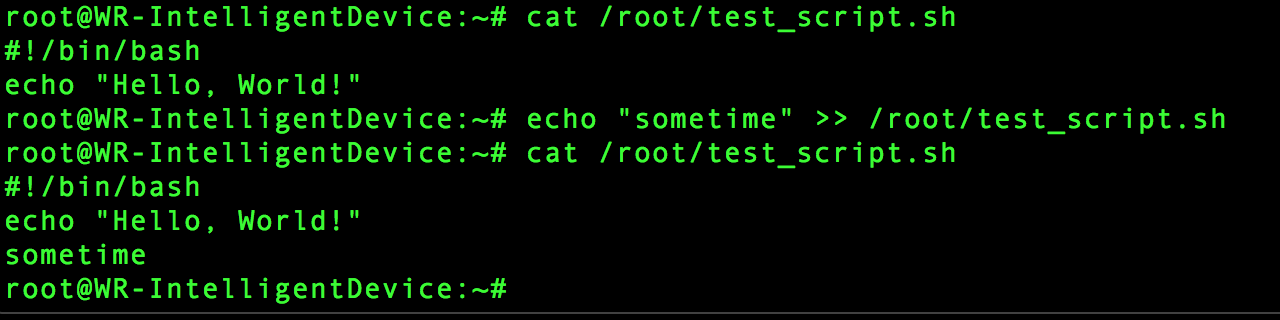 root@WR-IntelligentDevice:~# cat /root/test_script.sh
#!/bin/bash
echo "Hello, World!"
root@WR-IntelligentDevice:~# echo "sometime" >> /root/test_script.sh
root@WR-IntelligentDevice:~# cat /root/test_script.sh
#!/bin/bash
echo "Hello, World!"
sometime
root@WR-IntelligentDevice:~#